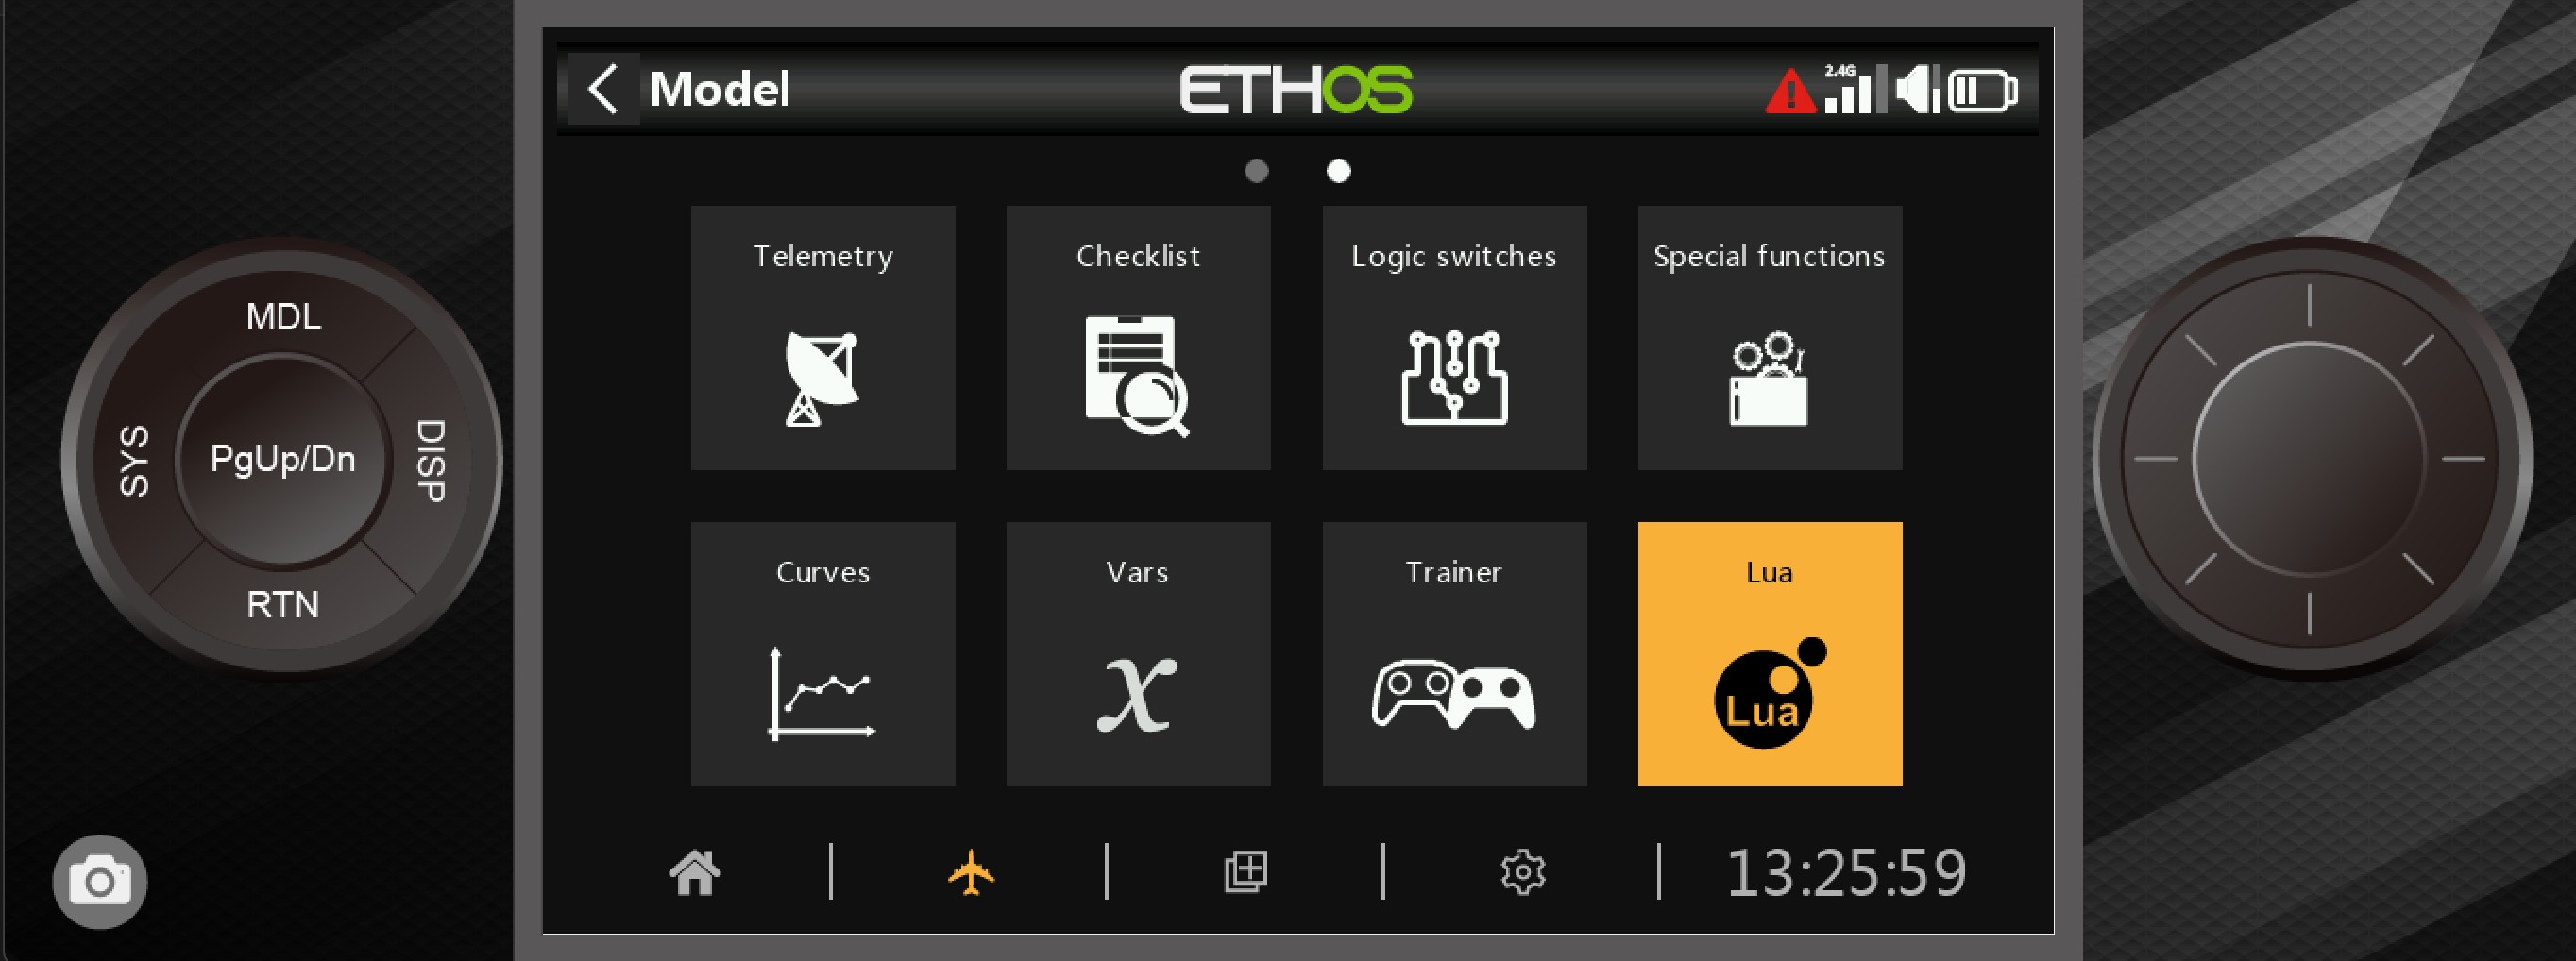 Model
ETHOS
2.4G
MDL
SYS
PgUp/Dn
DISP
RTN
Telemetry
Checklist
Logic switches
Special functions
Curves
Vars
Trainer
Lua
x
Lua
13:25:59